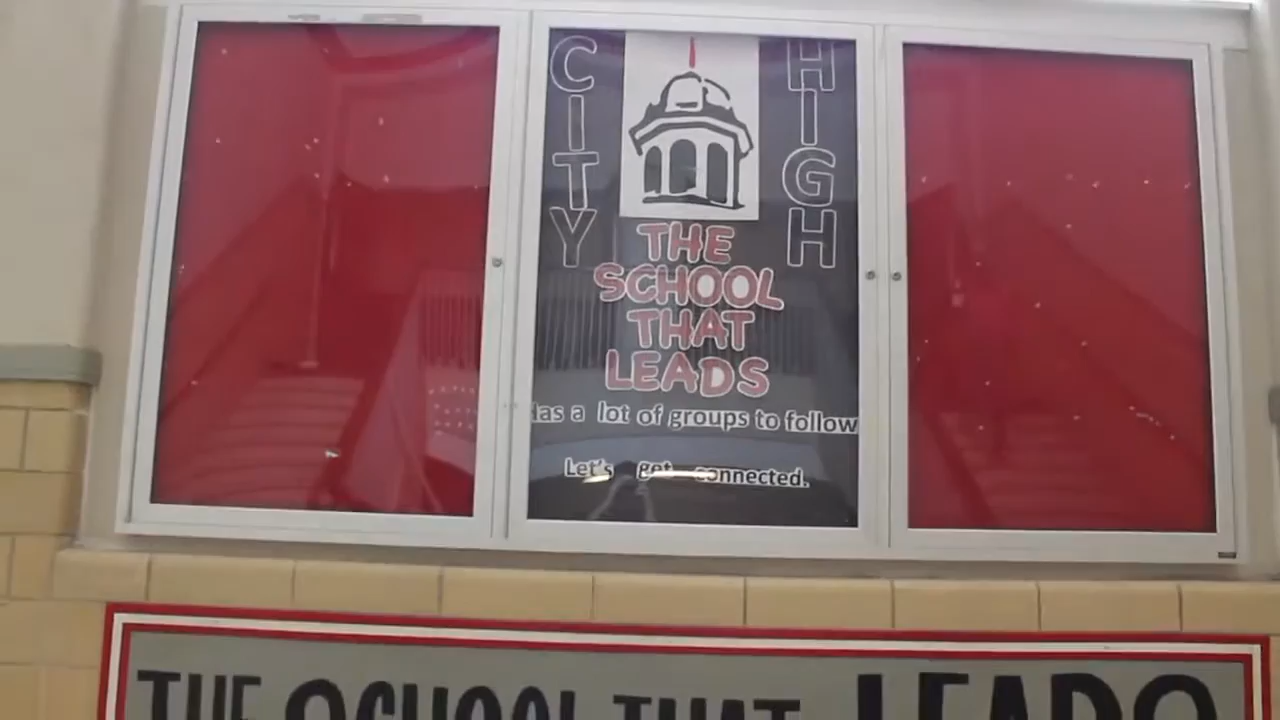 CITY
HIGH
THE
SCHOOL
THAT
LEADS
Has a lot of groups to follow
Let's get connected.
THE SCHOOL THAT LEADS